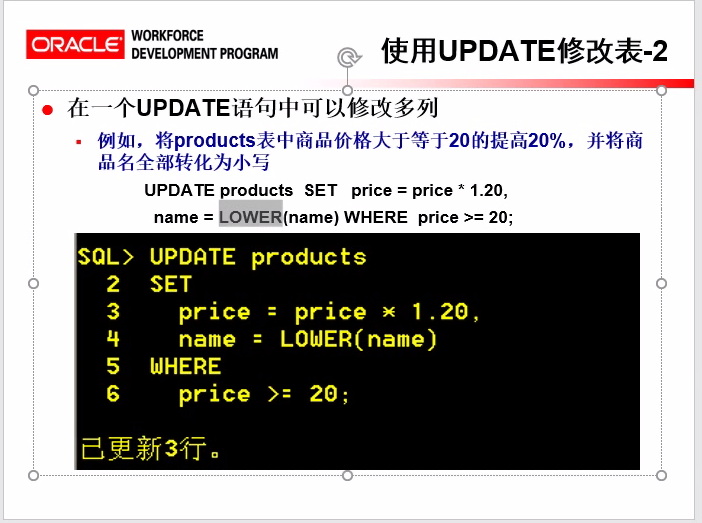 ORACLE WORKFORCE
DEVELOPMENT PROGRAM
使用UPDATE修改表-2
在一个UPDATE语句中可以修改多列
例如，将products表中商品价格大于等于20的提高20%，并将商
品名全部转化为小写
UPDATE products SET price = price * 1.20,
name = LOWER(name) WHERE price >= 20;
SQL> UPDATE products
2 SET
3 price = price * 1.20,
4 name = LOWER(name)
5 WHERE
6 price >= 20;
已更新3行。